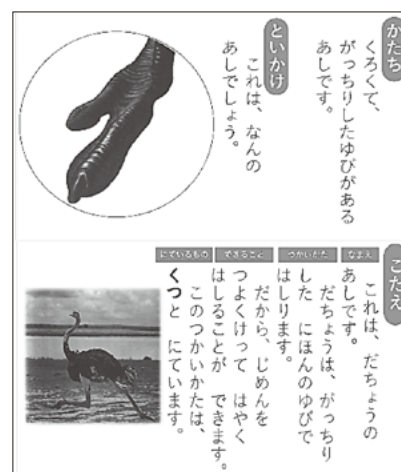 かたち
くろくて、
がっちりしたゆびがある
あしです。
といかけ
これは、なんの
あしでしょう。
こたえ
なまえ
つかいかた
できること
にているもの
これは、だちょうの
あしです。
だちょうは、がっちり
した にほんのゆびで
はしります。
だから、じめんを
つよくけって はやく
はしることが できます。
このつかいかたは、
くつと にています。